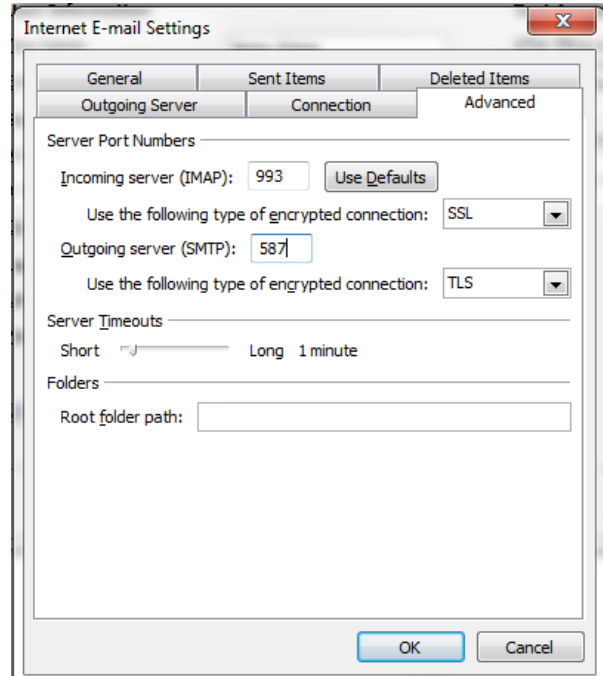 Internet E-mail Settings
General Sent Items Deleted Items
Outgoing Server Connection Advanced
Server Port Numbers
Incoming server (IMAP): 993 Use Defaults
Use the following type of encrypted connection: SSL
Outgoing server (SMTP): 587
Use the following type of encrypted connection: TLS
Server Timeouts
Short Long 1 minute
Folders
Root folder path:
OK Cancel